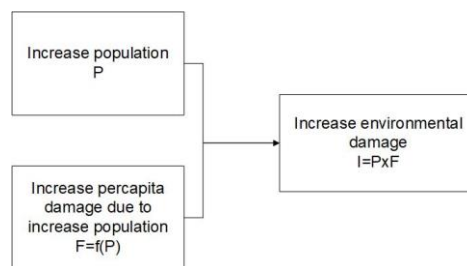 Increase population
P
Increase environmental
damage
I=PxF
Increase percapita
damage due to
increase population
F=f(P)